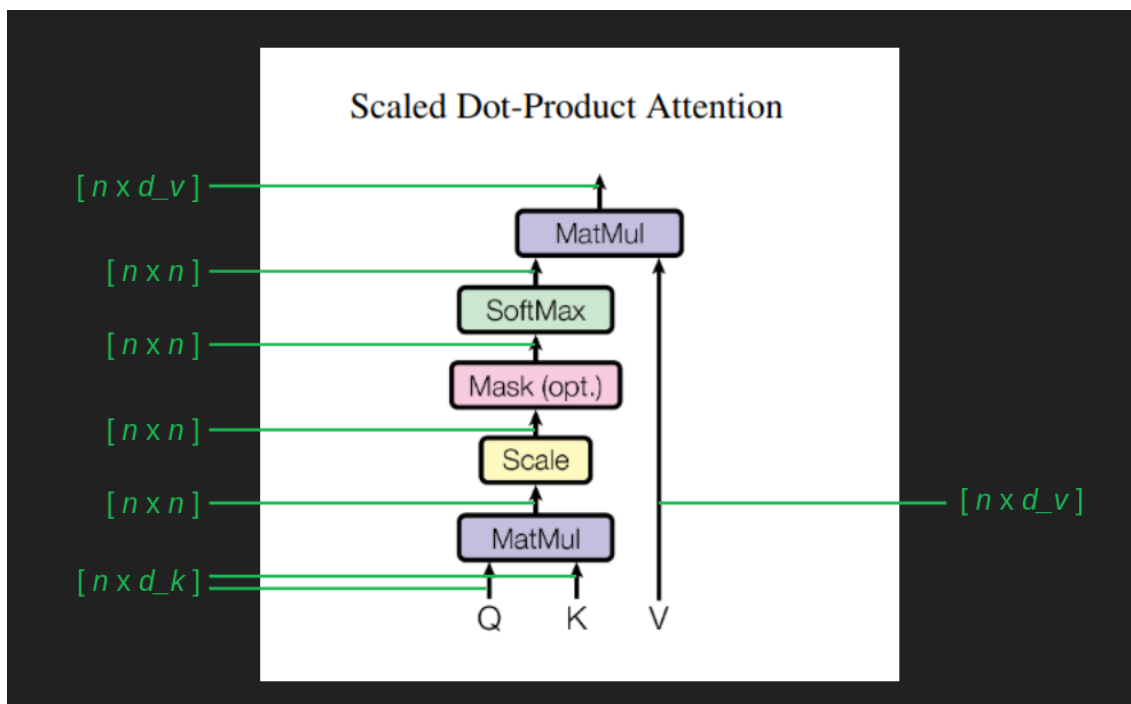 Scaled Dot-Product Attention
[ n x d_v ]
MatMul
[ n x n ]
SoftMax
[ n x n ]
Mask (opt.)
[ n x n ]
Scale
[ n x n ]
[ n x d_v ]
MatMul
[ n x d_k ]
Q K V